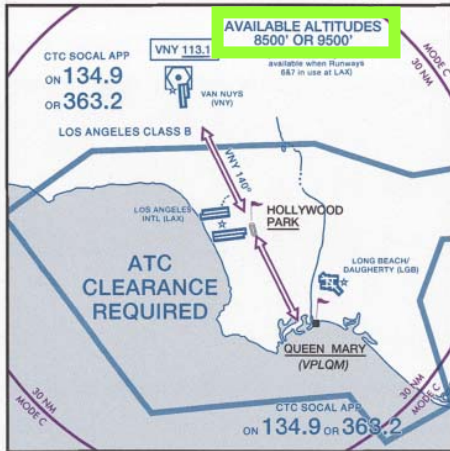 AVAILABLE ALTITUDES
8500' OR 9500'
available when Runways
6&7 in use at LAX)
MODE C
30 NM
CTC SOCAL APP
ON 134.9
OR 363.2
VNY 113.1
VAN NUYS
(VNY)
LOS ANGELES CLASS B
VNY 140°
LOS ANGELES
INTL (LAX)
HOLLYWOOD
PARK
ATC
CLEARANCE
REQUIRED
LONG BEACH/
DAUGHERTY (LGB)
QUEEN MARY
(VPLQM)
30 NM
MODE C
CTC SOCAL APP
ON 134.9 OR 363.2
30 NM
MODE C